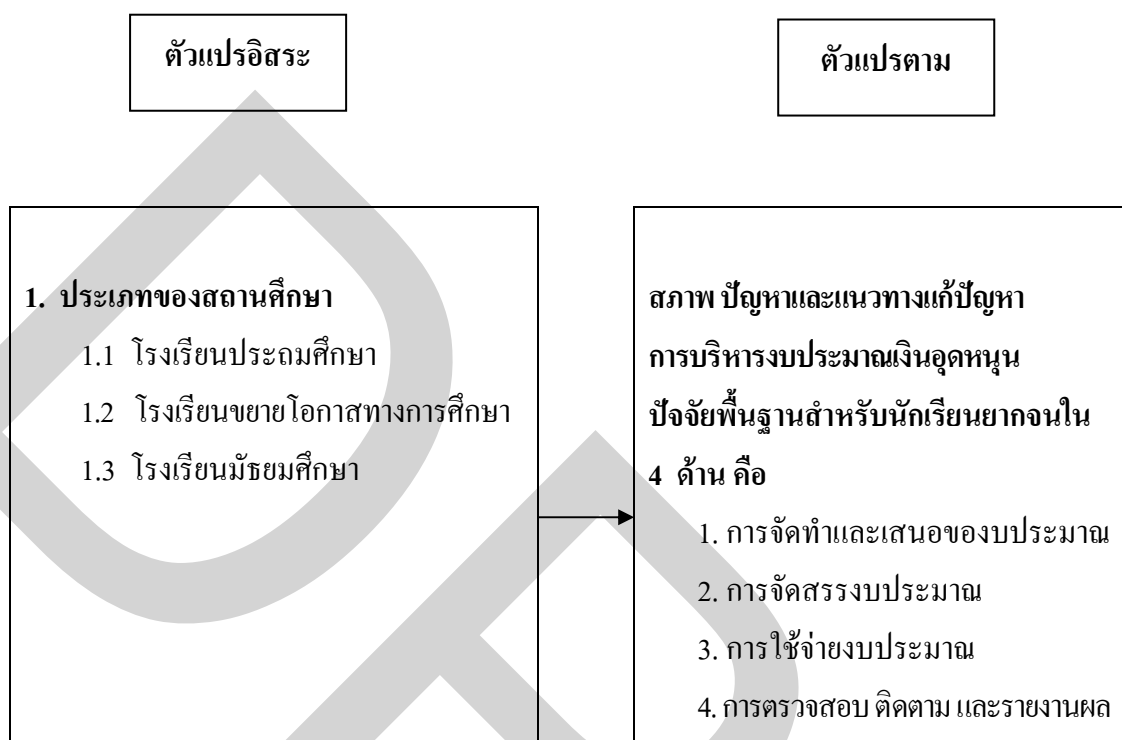 ตัวแปรอิสระ
ตัวแปรตาม
1. ประเภทของสถานศึกษา
1.1 โรงเรียนประถมศึกษา
1.2 โรงเรียนขยายโอกาสทางการศึกษา
1.3 โรงเรียนมัธยมศึกษา
สภาพ ปัญหาและแนวทางแก้ปัญหา
การบริหารงบประมาณเงินอุดหนุน
ปัจจัยพื้นฐานสำหรับนักเรียนยากจนใน
4 ด้าน คือ
1. การจัดทำและเสนอของบประมาณ
2. การจัดสรรงบประมาณ
3. การใช้จ่ายงบประมาณ
4. การตรวจสอบ ติดตาม และรายงานผล